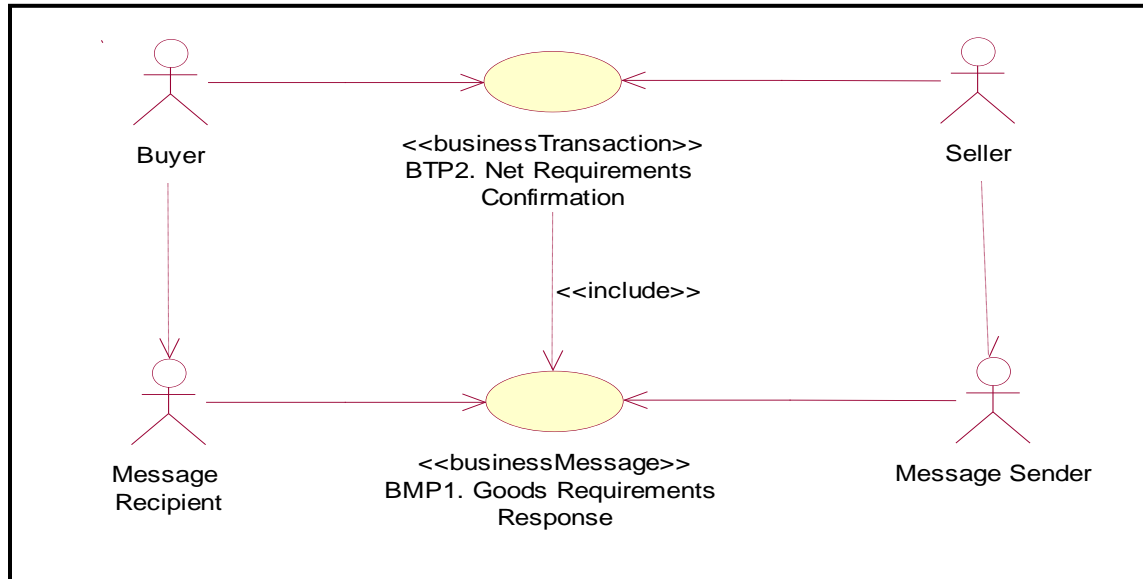 Buyer
<<businessTransaction>>
BTP2. Net Requirements
Confirmation
Seller
<<include>>
Message
Recipient
<<businessMessage>>
BMP1. Goods Requirements
Response
Message Sender